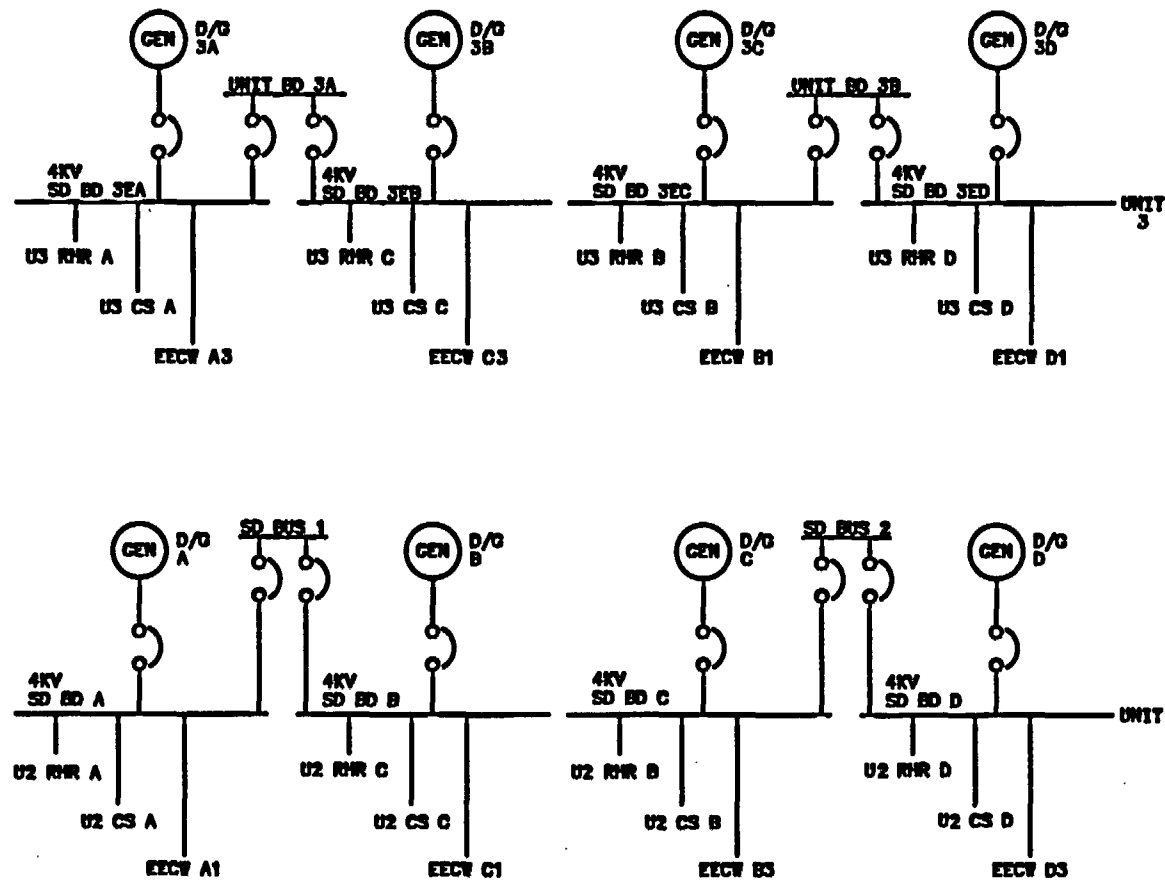 GEN D/G 3A
GEN D/G 3B
GEN D/G 3C
GEN D/G 3D
UNIT BD 3A
UNIT BD 3B
4KV SD BD 3EA
4KV SD BD 3EB
4KV SD BD 3EC
4KV SD BD 3ED
UNIT 3
U3 RHR A
U3 RHR C
U3 RHR B
U3 RHR D
U3 CS A
U3 CS C
U3 CS B
U3 CS D
EECW A3
EECW C3
EECW B1
EECW D1
SD BUS 1
SD BUS 2
GEN D/G A
GEN D/G B
GEN D/G C
GEN D/G D
4KV SD BD A
4KV SD BD B
4KV SD BD C
4KV SD BD D
UNIT
U2 RHR A
U2 RHR C
U2 RHR B
U2 RHR D
U2 CS A
U2 CS C
U2 CS B
U2 CS D
EECW A1
EECW C1
EECW B3
EECW D3